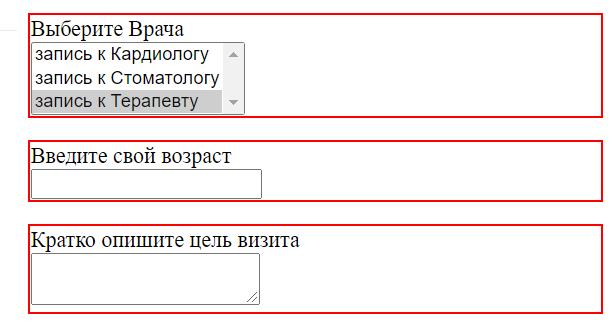 Выберите Врача
запись к Кардиологу
запись к Стоматологу
запись к Терапевту
Введите свой возраст
Кратко опишите цель визита